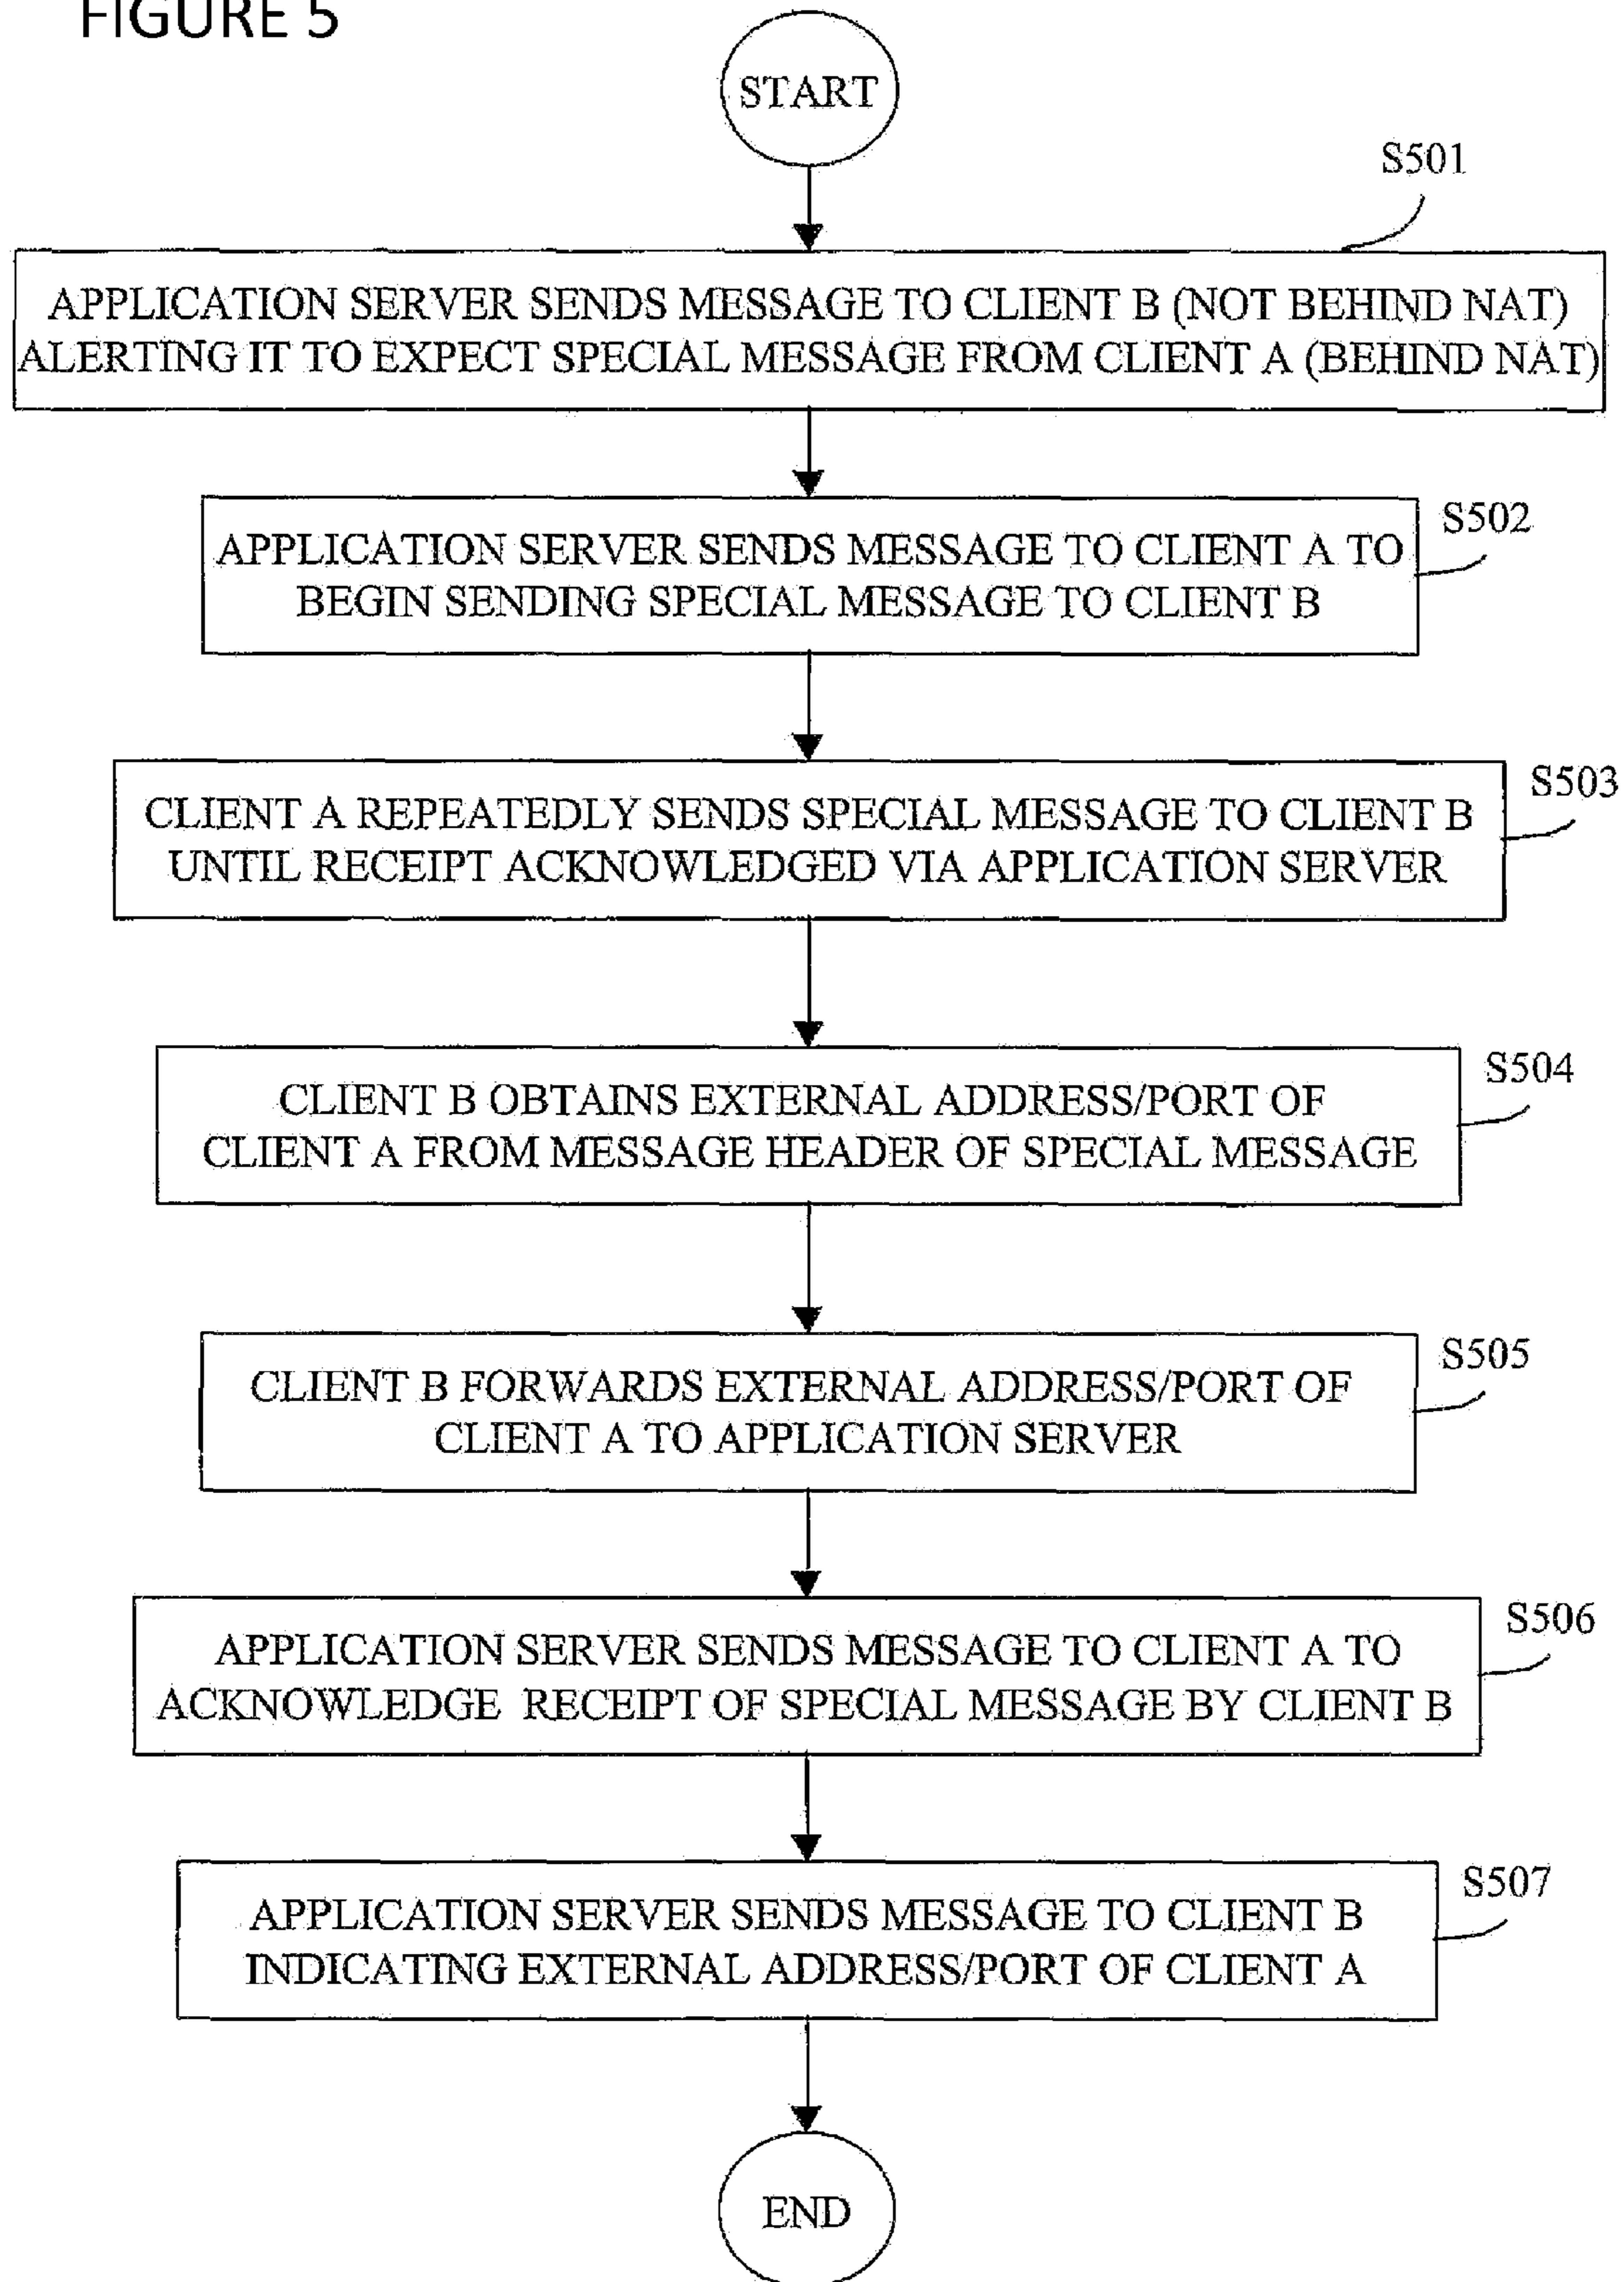 FIGURE 5
START
S501
APPLICATION SERVER SENDS MESSAGE TO CLIENT B (NOT BEHIND NAT)
ALERTING IT TO EXPECT SPECIAL MESSAGE FROM CLIENT A (BEHIND NAT)
S502
APPLICATION SERVER SENDS MESSAGE TO CLIENT A TO
BEGIN SENDING SPECIAL MESSAGE TO CLIENT B
S503
CLIENT A REPEATEDLY SENDS SPECIAL MESSAGE TO CLIENT B
UNTIL RECEIPT ACKNOWLEDGED VIA APPLICATION SERVER
S504
CLIENT B OBTAINS EXTERNAL ADDRESS/PORT OF
CLIENT A FROM MESSAGE HEADER OF SPECIAL MESSAGE
S505
CLIENT B FORWARDS EXTERNAL ADDRESS/PORT OF
CLIENT A TO APPLICATION SERVER
S506
APPLICATION SERVER SENDS MESSAGE TO CLIENT A TO
ACKNOWLEDGE RECEIPT OF SPECIAL MESSAGE BY CLIENT B
S507
APPLICATION SERVER SENDS MESSAGE TO CLIENT B
INDICATING EXTERNAL ADDRESS/PORT OF CLIENT A
END